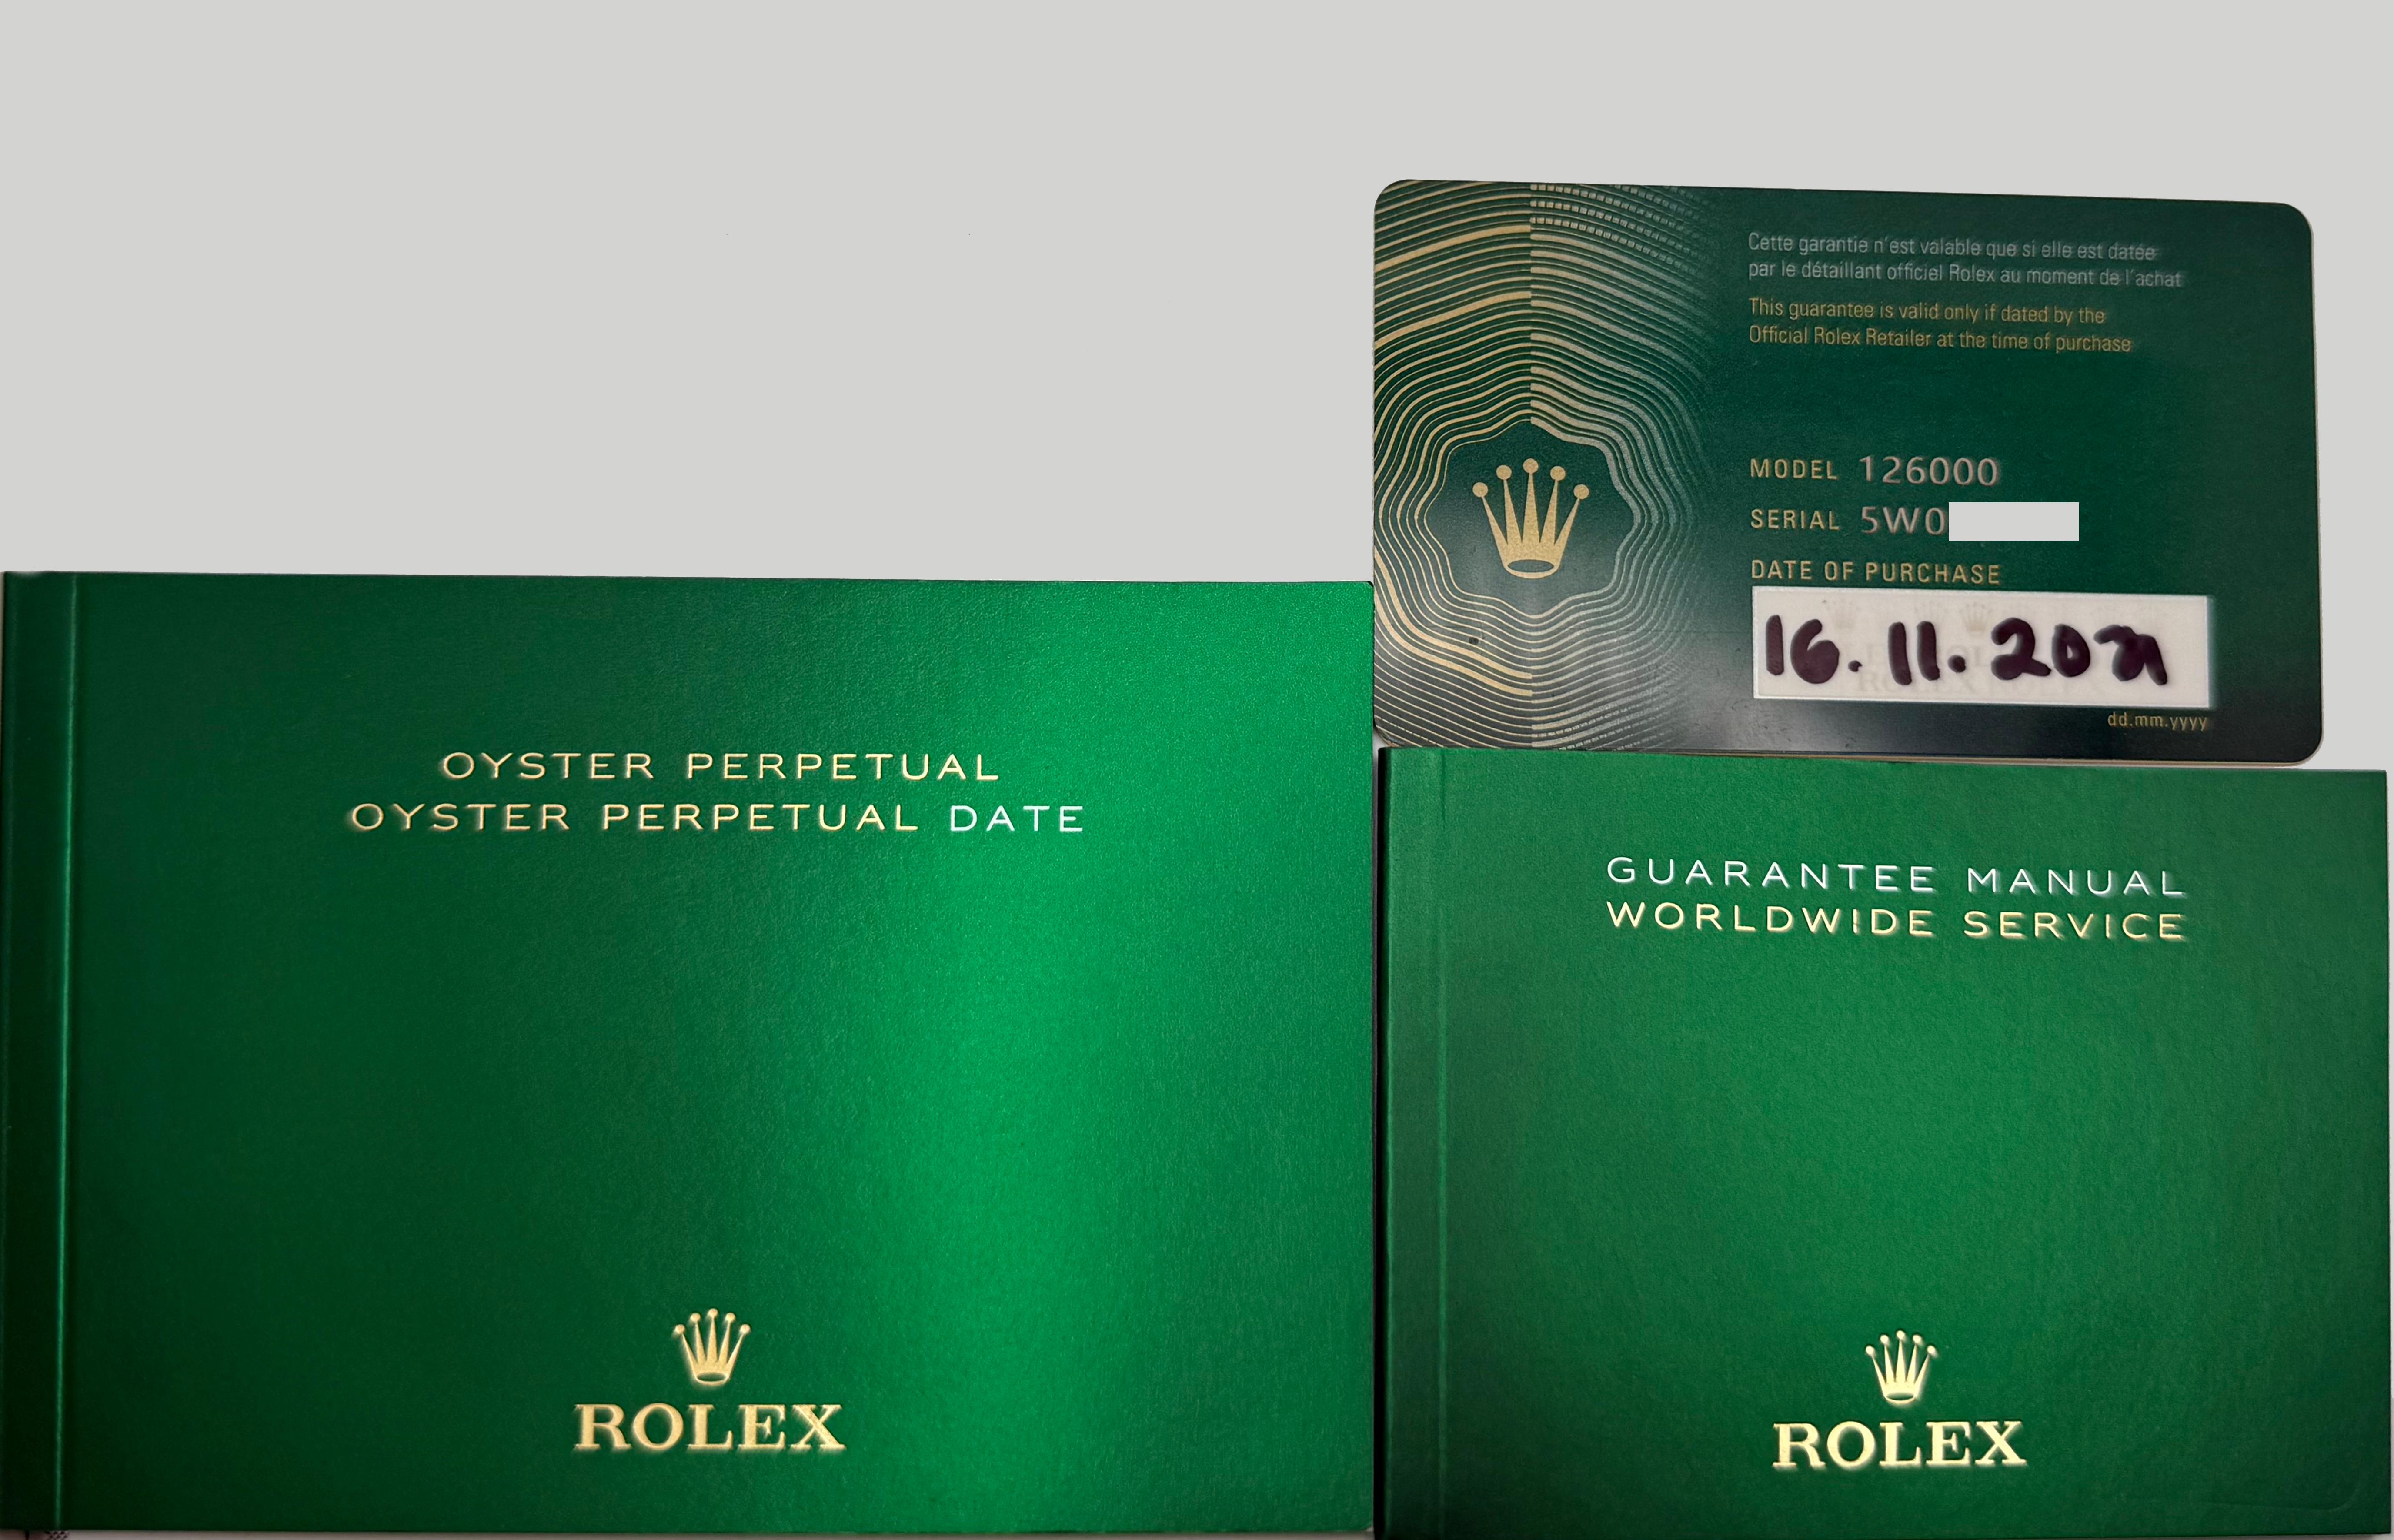 OYSTER PERPETUAL
OYSTER PERPETUAL DATE
ROLEX
Cette garantie n'est valable que si elle est datée
par le détaillant officiel Rolex au moment de l'achat
This guarantee is valid only if dated by the
Official Rolex Retailer at the time of purchase
MODEL 126000
SERIAL 5W0
DATE OF PURCHASE
16.11.2021
dd.mm.yyyy
GUARANTEE MANUAL
WORLDWIDE SERVICE
ROLEX